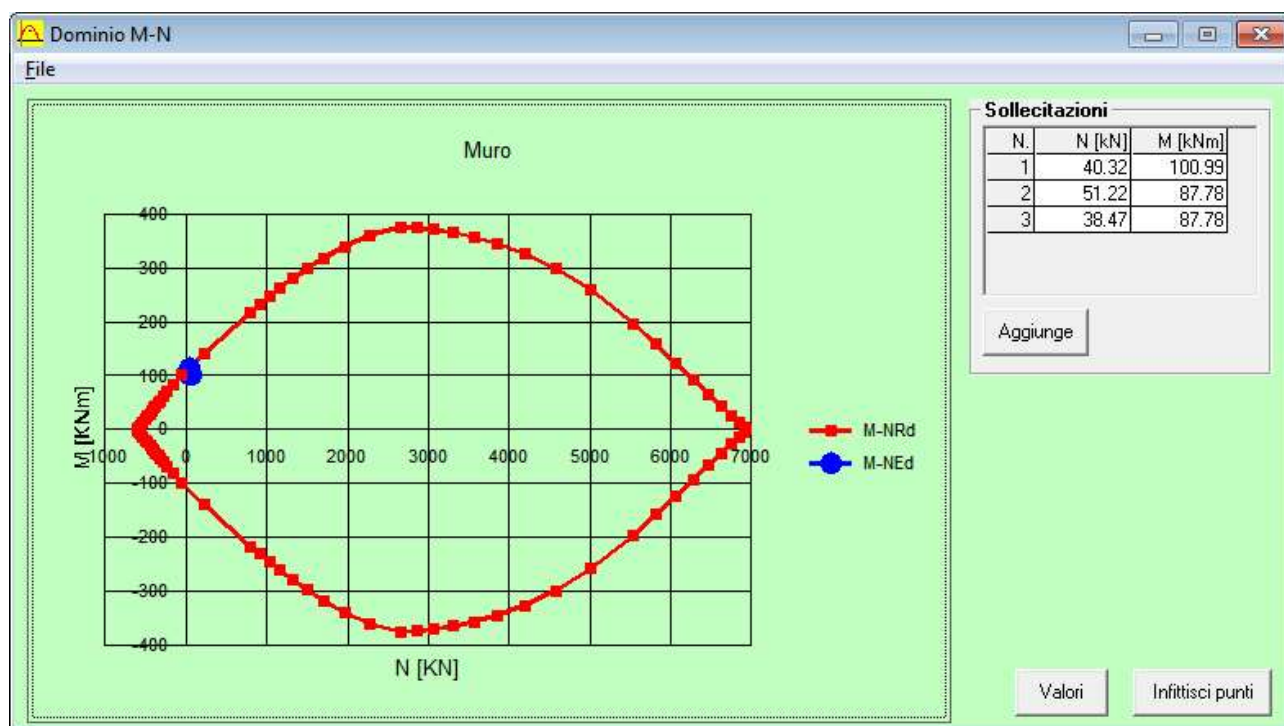 Dominio M-N
File
Muro
400
300
200
100
0
-100
-200
-300
-400
M [KNm]
-1000 0 1000 2000 3000 4000 5000 6000 7000
N [KN]
M-NRd
M-NEd
Sollecitazioni
N. N [kN] M [kNm]
1 40.32 100.99
2 51.22 87.78
3 38.47 87.78
Aggiunge
Valori Infittisci punti